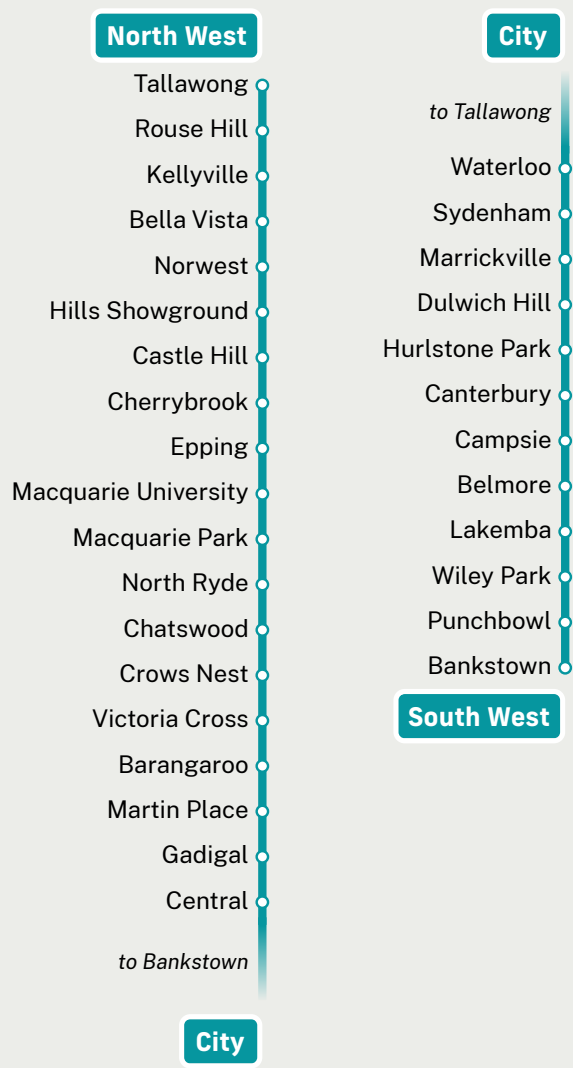 North West
Tallawong
Rouse Hill
Kellyville
Bella Vista
Norwest
Hills Showground
Castle Hill
Cherrybrook
Epping
Macquarie University
Macquarie Park
North Ryde
Chatswood
Crows Nest
Victoria Cross
Barangaroo
Martin Place
Gadigal
Central
to Bankstown
City
City
to Tallawong
Waterloo
Sydenham
Marrickville
Dulwich Hill
Hurlstone Park
Canterbury
Campsie
Belmore
Lakemba
Wiley Park
Punchbowl
Bankstown
South West